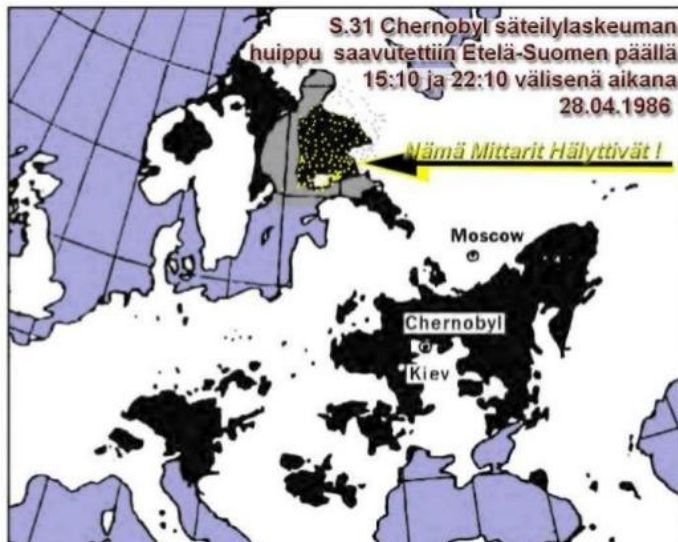 S.31 Chernobyl säteilylaskeuman
huippu saavutettiin Etelä-Suomen päällä
15:10 ja 22:10 välisenä aikana
28.04.1986
Nämä Mittarit Hälyttivät !
Moscow
Chernobyl
Kiev